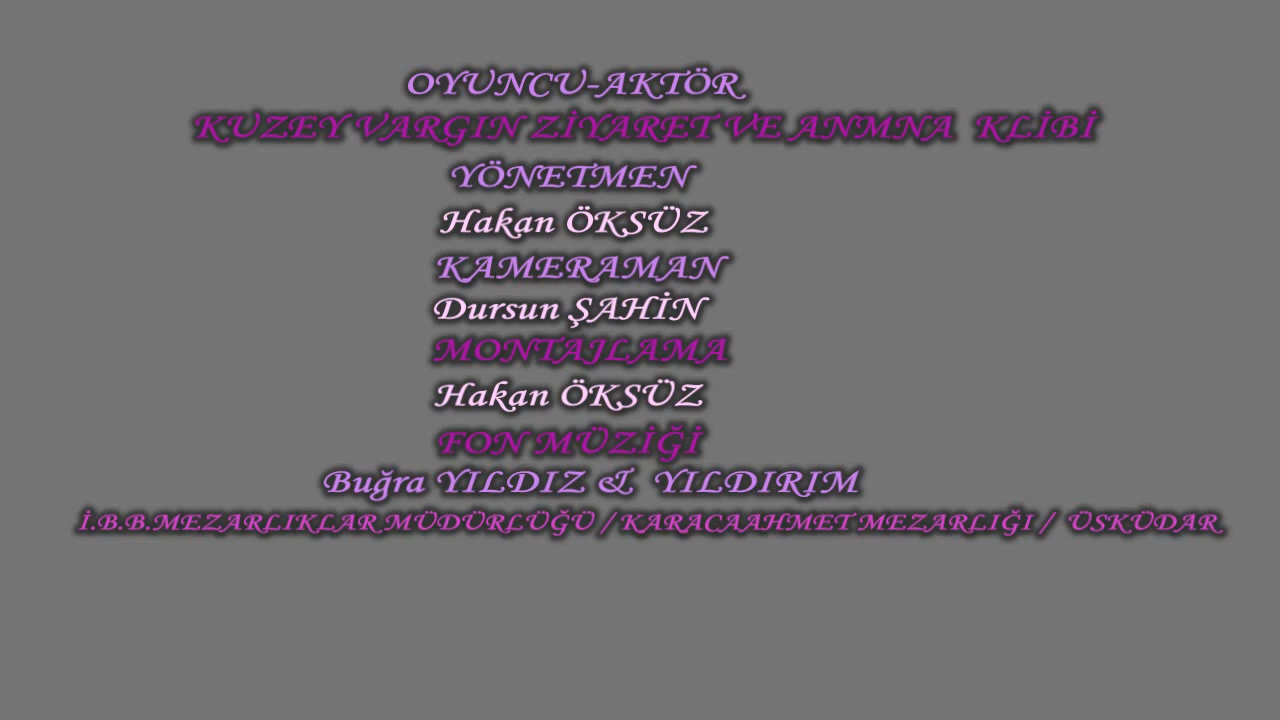 OYUNCU-AKTÖR
KUZEY VARGIN ZİYARET VE ANMNA KLİBİ
YÖNETMEN
Hakan ÖKSÜZ
KAMERAMAN
Dursun ŞAHİN
MONTAJLAMA
Hakan ÖKSÜZ
FON MÜZİĞİ
Buğra YILDIZ & YILDIRIM
İ.B.B.MEZARLIKLAR MÜDÜRLÜĞÜ / KARACAAHMET MEZARLIĞI / ÜSKÜDAR